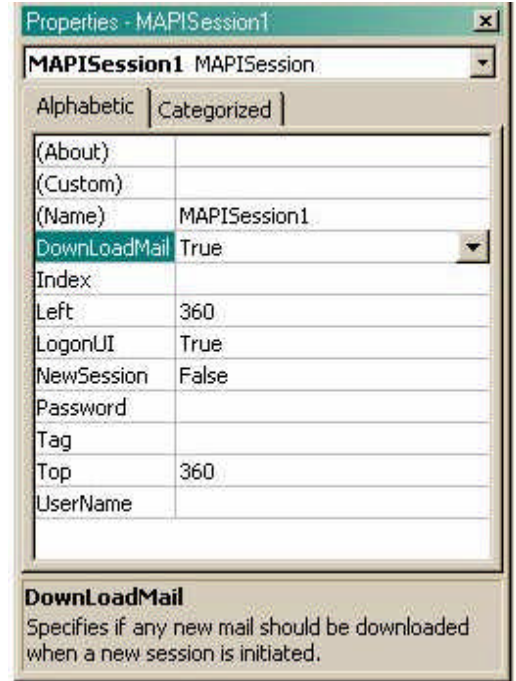 Properties - MAPISession1
MAPISession1 MAPISession
Alphabetic Categorized
(About)
(Custom)
(Name) MAPISession1
DownLoadMail True
Index
Left 360
LogonUI True
NewSession False
Password
Tag
Top 360
UserName
DownLoadMail
Specifies if any new mail should be downloaded
when a new session is initiated.